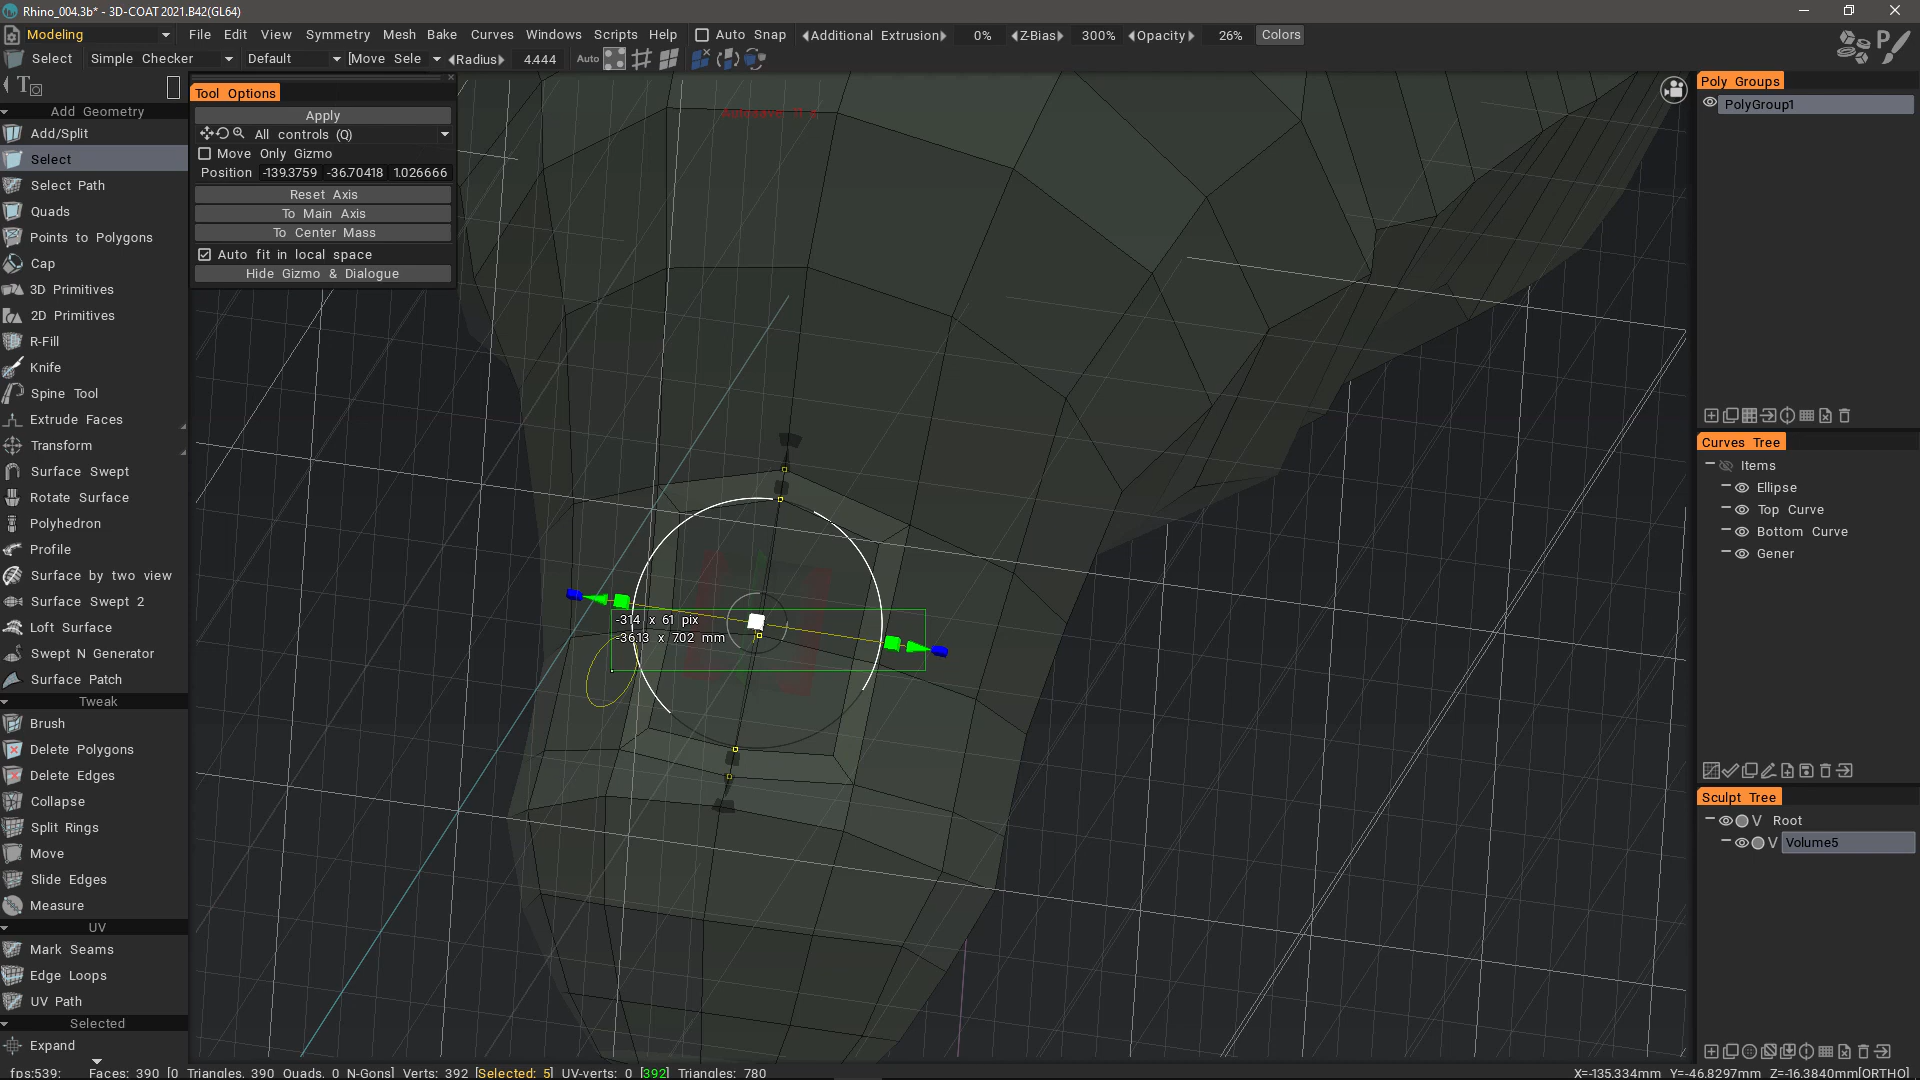 Rhino_004.3b* - 3D-COAT 2021.B42(GL64)
Modeling File Edit View Symmetry Mesh Bake Curves Windows Scripts Help Auto Snap Additional Extrusion 0% Z-Bias 300% Opacity 26% Colors
Select Simple Checker Default [Move Sele Radius 4.444 Auto
Tool Options
Apply
All controls (Q)
Move Only Gizmo
Position -139.3759 -36.70418 1.026666
Reset Axis
To Main Axis
To Center Mass
Auto fit in local space
Hide Gizmo & Dialogue
Add Geometry
Add/Split
Select
Select Path
Quads
Points to Polygons
Cap
3D Primitives
2D Primitives
R-Fill
Knife
Spine Tool
Extrude Faces
Transform
Surface Swept
Rotate Surface
Polyhedron
Profile
Surface by two view
Surface Swept 2
Loft Surface
Swept N Generator
Surface Patch
Tweak
Brush
Delete Polygons
Delete Edges
Collapse
Split Rings
Move
Slide Edges
Measure
UV
Mark Seams
Edge Loops
UV Path
Selected
Expand
-314 x 61 pix
-3613 x 702 mm
Poly Groups
PolyGroup1
Curves Tree
Items
Ellipse
Top Curve
Bottom Curve
Gener
Sculpt Tree
V Root
V Volume5
fps:539; Faces: 390 [0 Triangles, 390 Quads, 0 N-Gons] Verts: 392 [Selected: 5] UV-verts: 0 [392] Triangles: 780 X=-135.334mm Y=-46.8297mm Z=-16.3840mm[ORTHO]